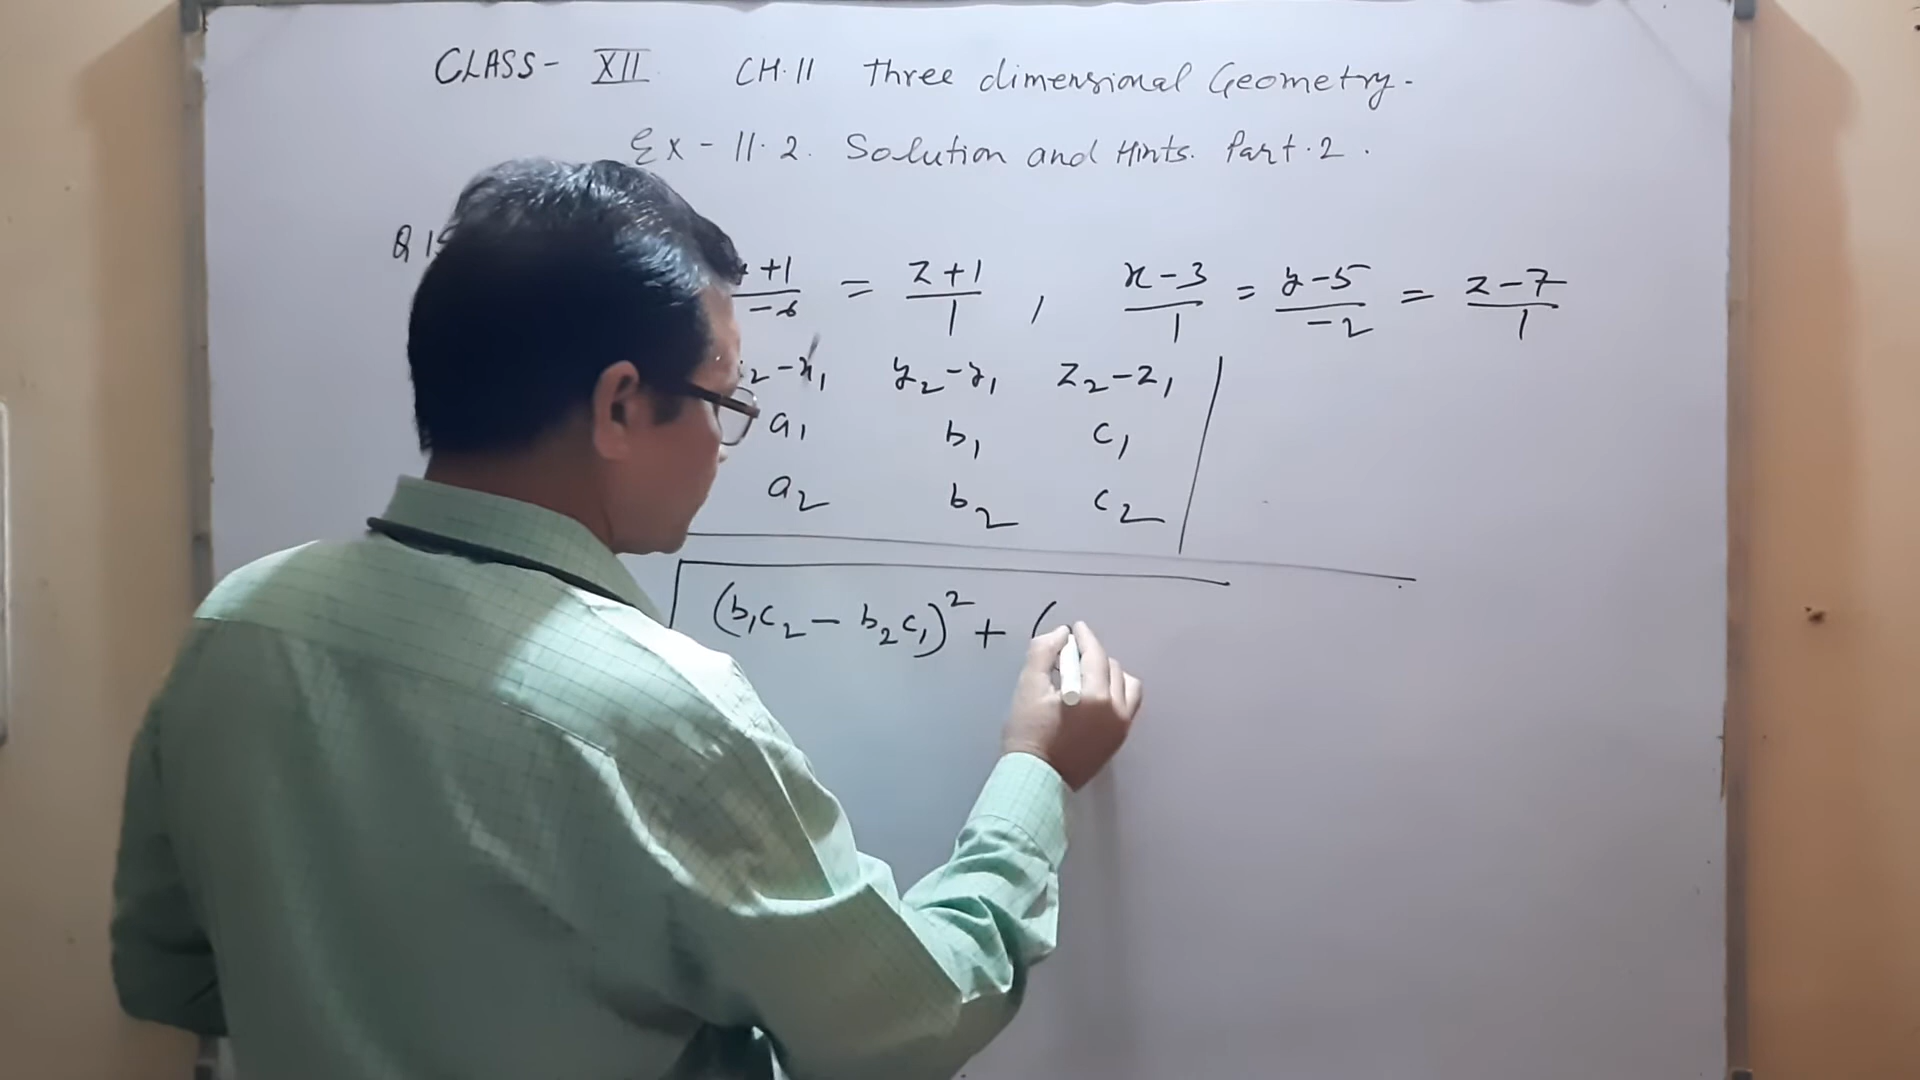 CLASS - XII CH.11 Three dimensional Geometry.
Ex - 11.2. Solution and Hints. Part.2.
Q 15
y+1/-6 = z+1/1, x-3/1 = y-5/-2 = z-7/1
x₂-x₁ y₂-y₁ z₂-z₁
a₁ b₁ c₁
a₂ b₂ c₂
√(b₁c₂ - b₂c₁)² + (